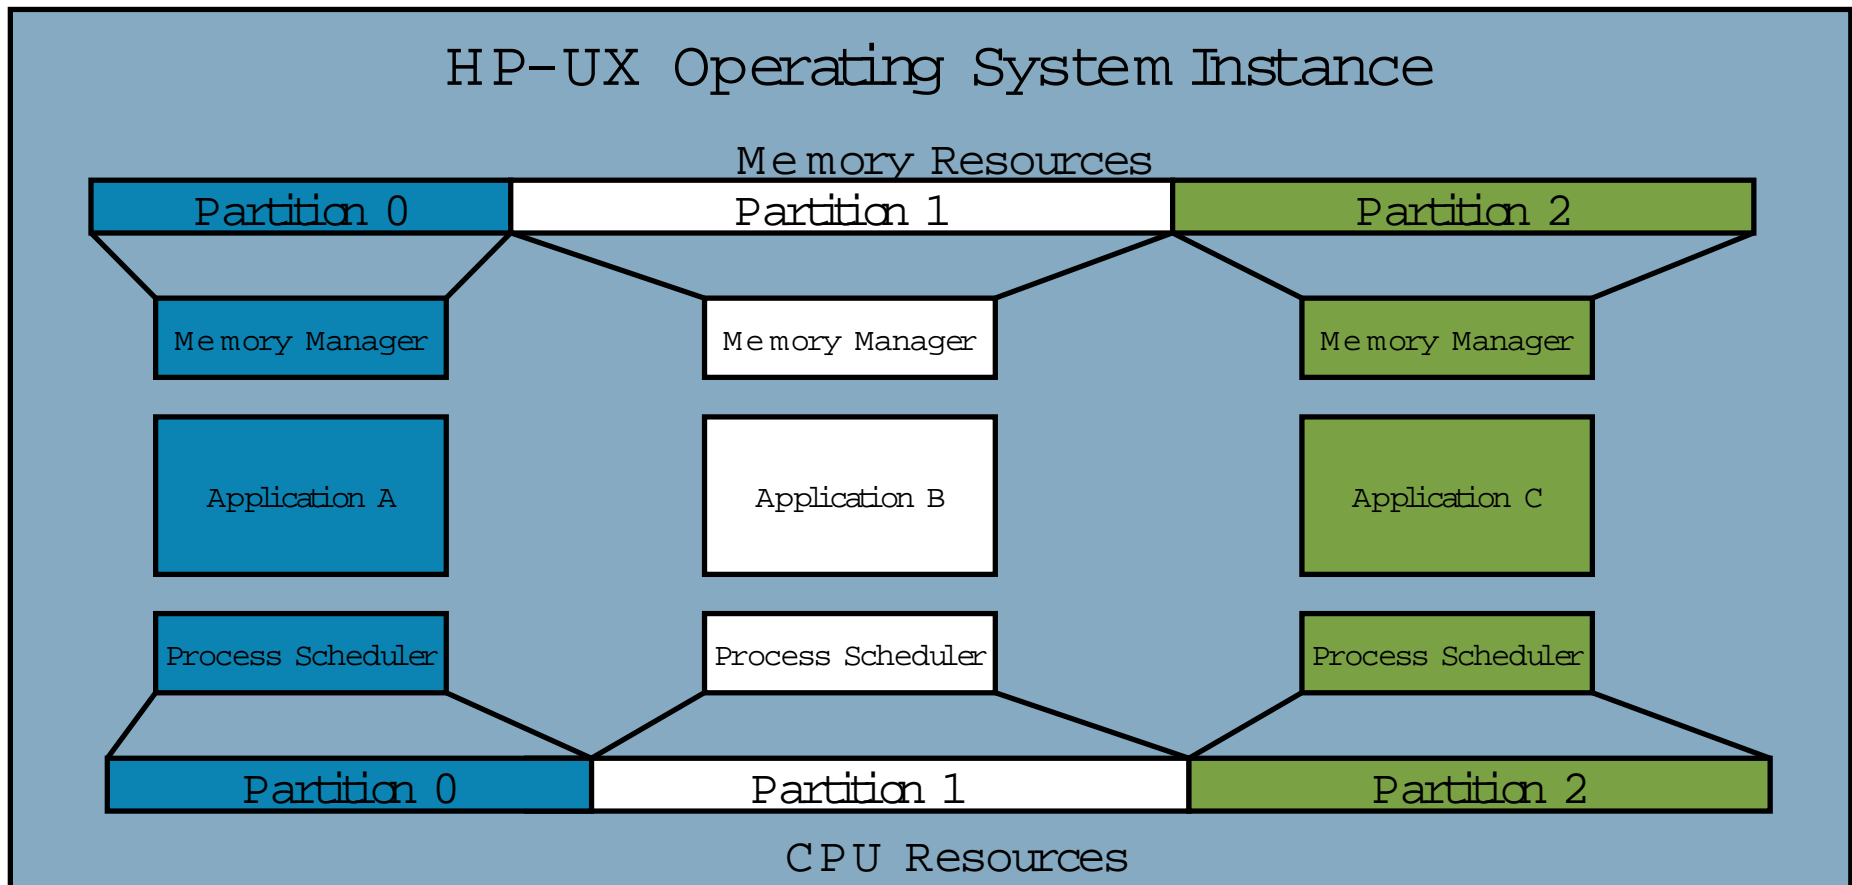 HP-UX Operating System Instance
Memory Resources
Partition 0
Partition 1
Partition 2
Memory Manager
Memory Manager
Memory Manager
Application A
Application B
Application C
Process Scheduler
Process Scheduler
Process Scheduler
Partition 0
Partition 1
Partition 2
CPU Resources